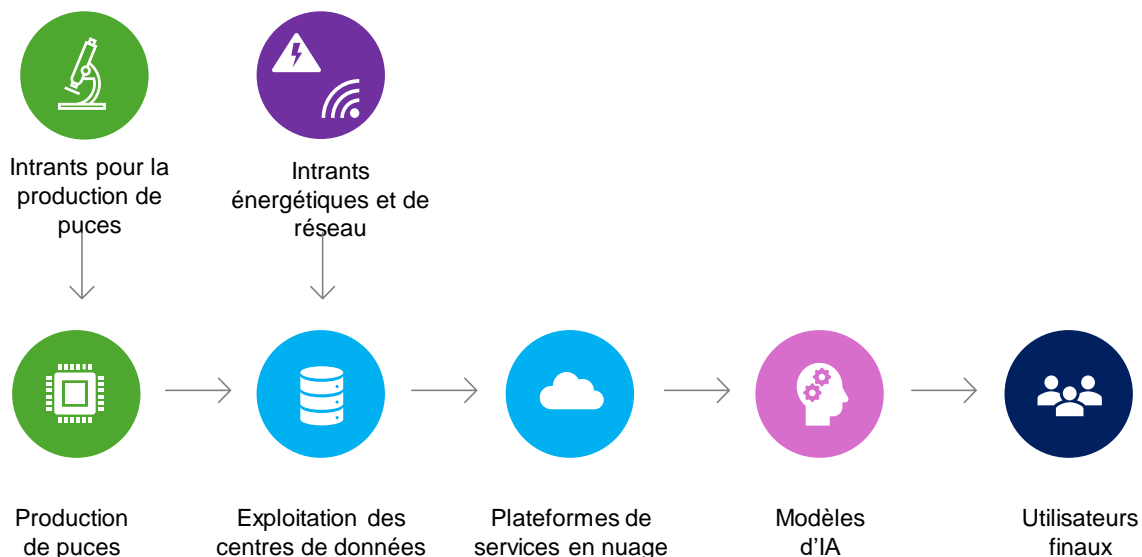 Intrants pour la
production de
puces
Intrants
énergétiques et de
réseau
Production
de puces
Exploitation des
centres de données
Plateformes de
services en nuage
Modèles
d'IA
Utilisateurs
finaux